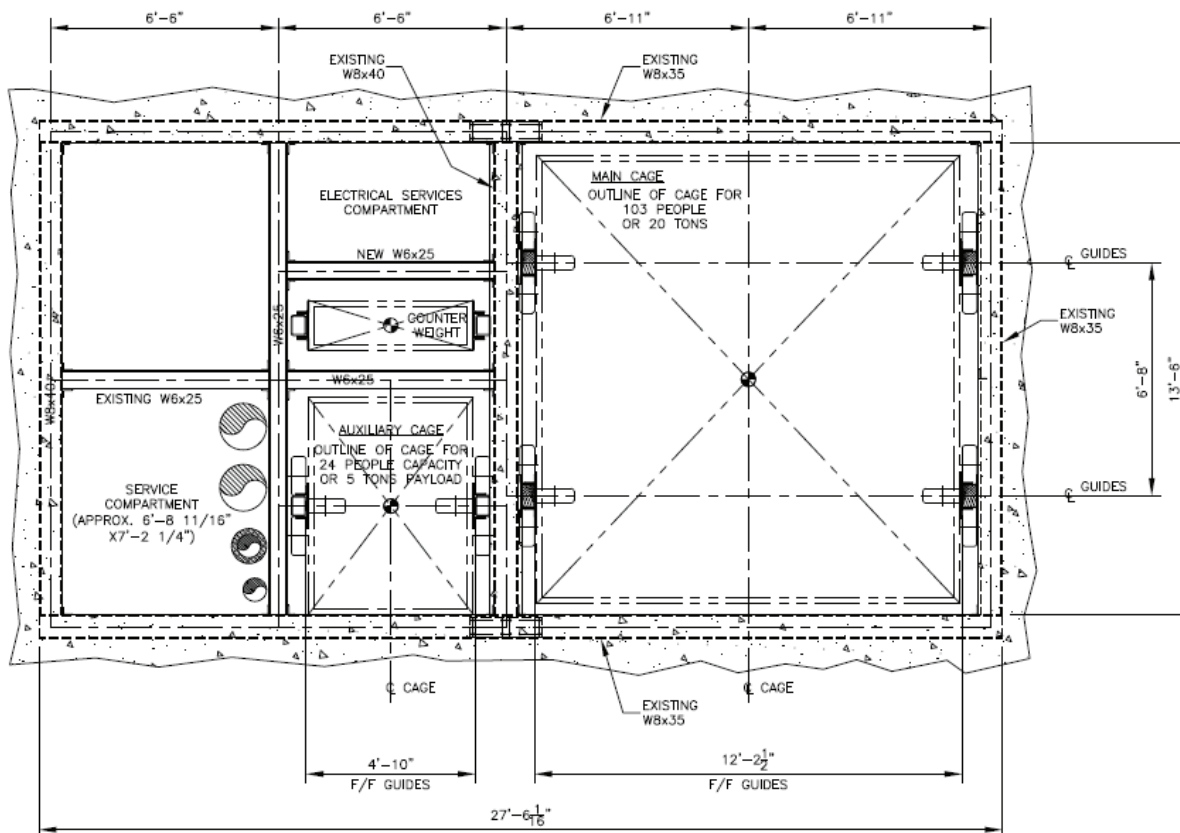 6'-6"
6'-6"
6'-11"
6'-11"
EXISTING
W8x40
EXISTING
W8x35
ELECTRICAL SERVICES
COMPARTMENT
MAIN CAGE
OUTLINE OF CAGE FOR
103 PEOPLE
OR 20 TONS
NEW W6x25
℄ GUIDES
COUNTER
WEIGHT
W6x25
EXISTING
W8x35
6'-8"
13'-6"
W6x25
EXISTING W6x25
W8x40
AUXILIARY CAGE
OUTLINE OF CAGE FOR
24 PEOPLE CAPACITY
OR 5 TONS PAYLOAD
SERVICE
COMPARTMENT
(APPROX. 6'-8 11/16"
X7'-2 1/4")
℄ GUIDES
℄ CAGE
℄ CAGE
EXISTING
W8x35
4'-10"
F/F GUIDES
12'-2 1/2"
F/F GUIDES
27'-6 1/16"